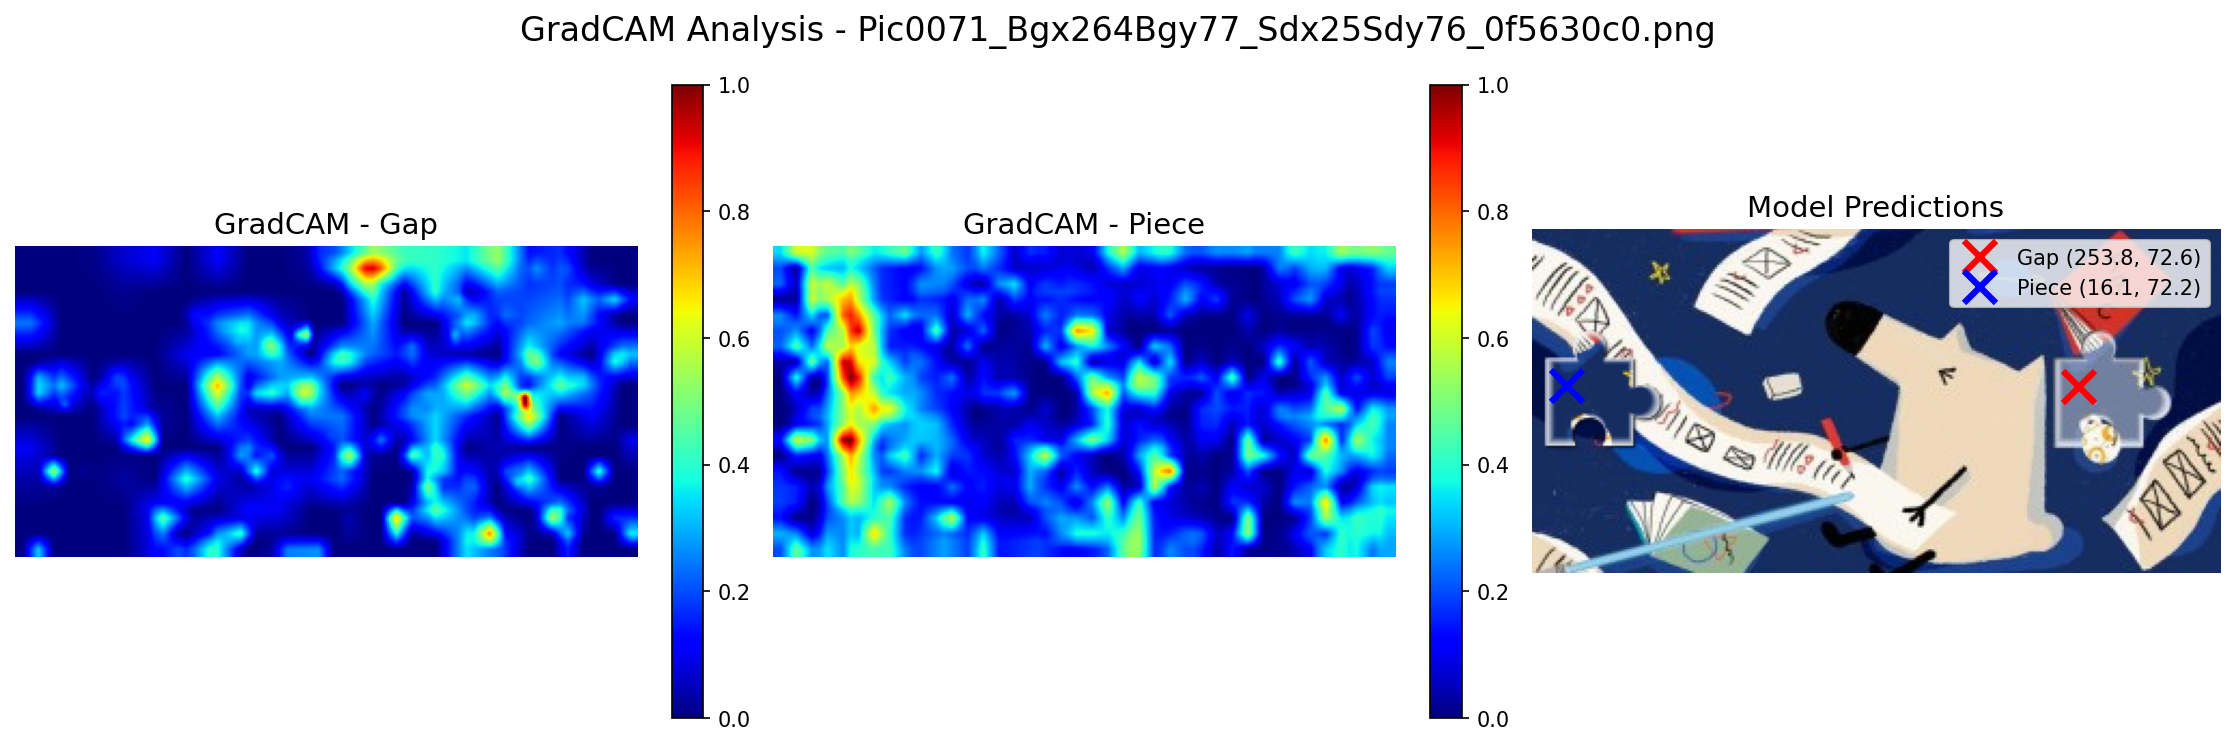 GradCAM Analysis - Pic0071_Bgx264Bgy77_Sdx25Sdy76_0f5630c0.png
GradCAM - Gap
1.0
0.8
0.6
0.4
0.2
0.0
GradCAM - Piece
1.0
0.8
0.6
0.4
0.2
0.0
Model Predictions
Gap (253.8, 72.6)
Piece (16.1, 72.2)